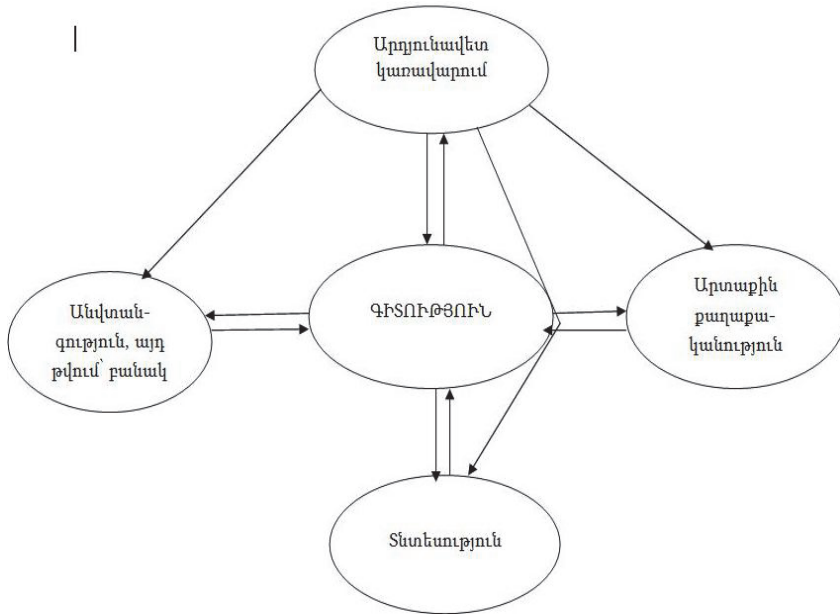 Արդյունավետ
կառավարում
Անվտան-
գություն, այդ
թվում՝ բանակ
ԳԻՏՈՒԹՅՈՒՆ
Արտաքին
քաղաքա-
կանություն
Տնտեսություն